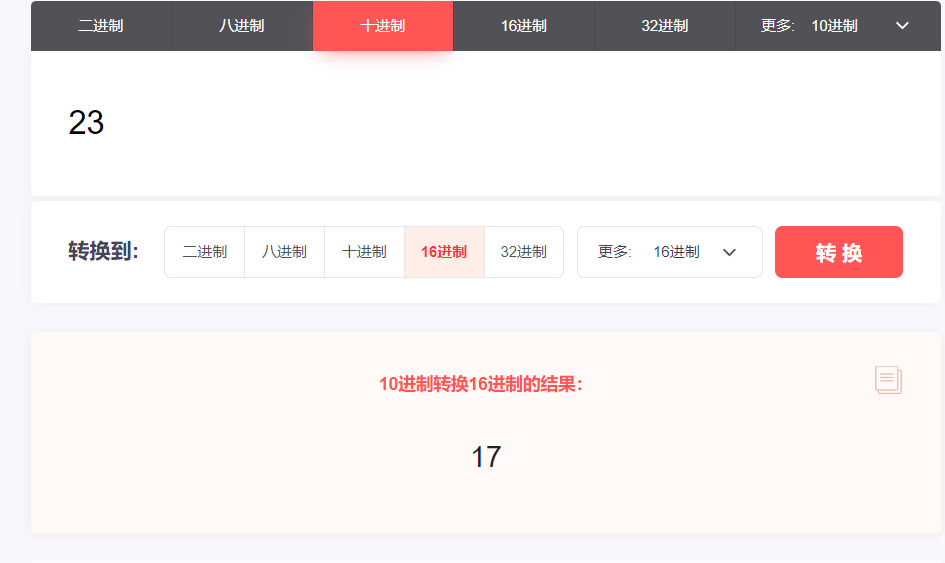 二进制 八进制 十进制 16进制 32进制 更多: 10进制
23
转换到: 二进制 八进制 十进制 16进制 32进制 更多: 16进制 转 换
10进制转换16进制的结果：
17